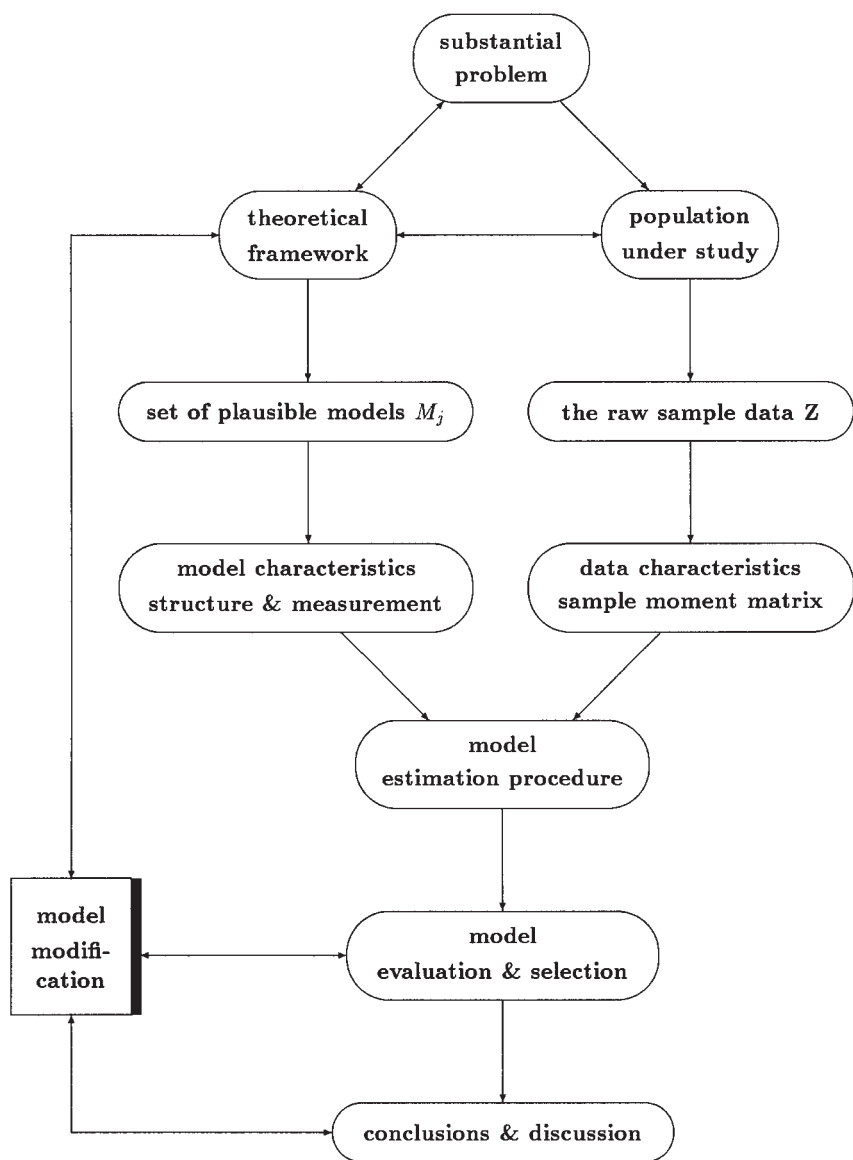 substantial
problem
theoretical
framework
population
under study
set of plausible models M_j
the raw sample data Z
model characteristics
structure & measurement
data characteristics
sample moment matrix
model
estimation procedure
model
modifi-
cation
model
evaluation & selection
conclusions & discussion